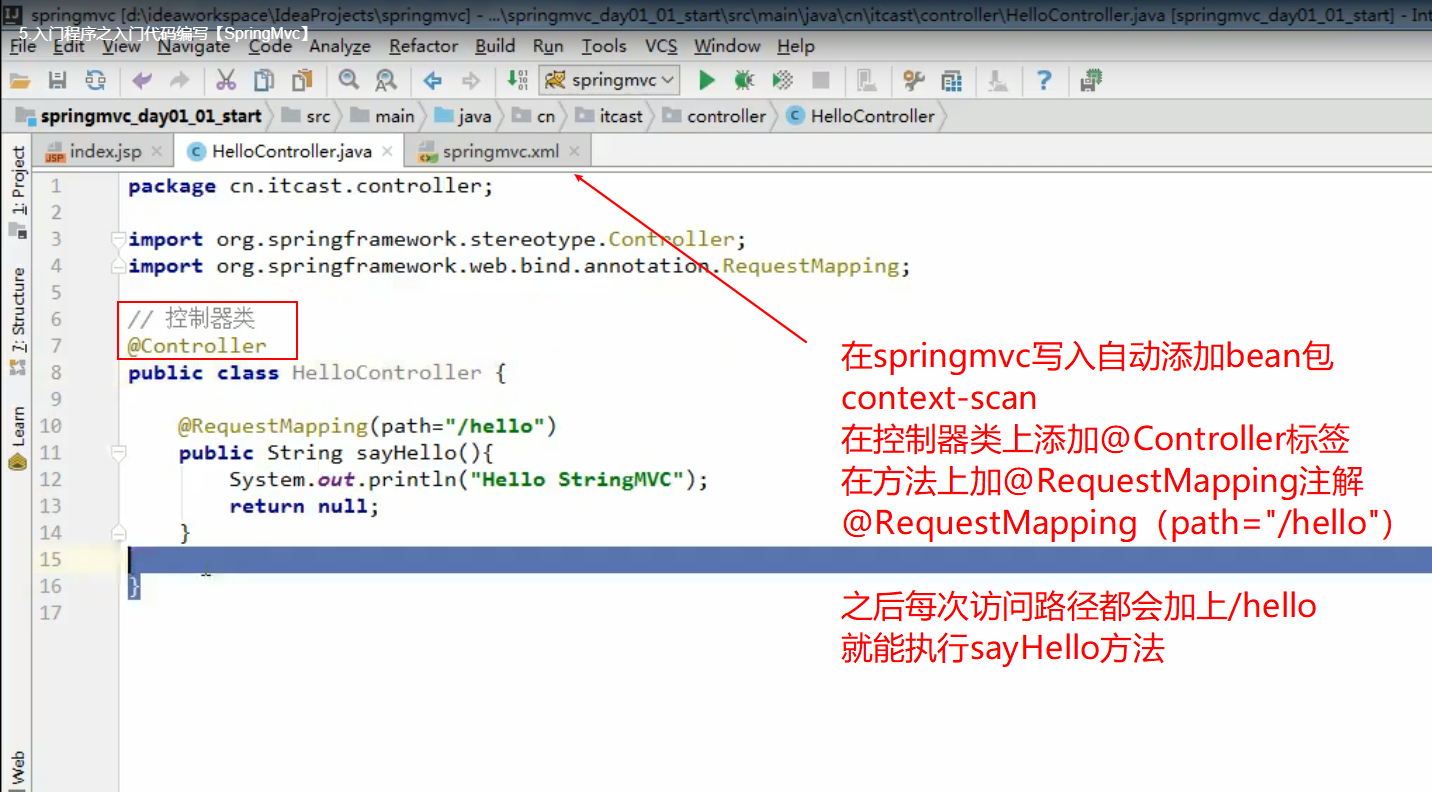 springmvc [d:\ideaworkspace\IdeaProjects\springmvc] - ...\springmvc_day01_01_start\src\main\java\cn\itcast\controller\HelloController.java [springmvc_day01_01_start] - Int
5.入门程序之入门代码编写【SpringMvc】
File Edit View Navigate Code Analyze Refactor Build Run Tools VCS Window Help
springmvc
springmvc_day01_01_start src main java cn itcast controller HelloController
index.jsp HelloController.java springmvc.xml
1: Project
7: Structure
Learn
Web
1 package cn.itcast.controller;
2
3 import org.springframework.stereotype.Controller;
4 import org.springframework.web.bind.annotation.RequestMapping;
5
6 // 控制器类
7 @Controller
8 public class HelloController {
9
10 @RequestMapping(path="/hello")
11 public String sayHello(){
12 System.out.println("Hello StringMVC");
13 return null;
14 }
15
16 }
17
在springmvc写入自动添加bean包
context-scan
在控制器类上添加@Controller标签
在方法上加@RequestMapping注解
@RequestMapping（path="/hello"）
之后每次访问路径都会加上/hello
就能执行sayHello方法